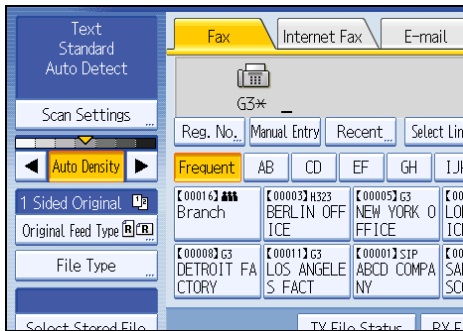 Text
Standard
Auto Detect
Scan Settings
Auto Density
1 Sided Original
Original Feed Type
File Type
Select Stored File
Fax
Internet Fax
E-mail
G3
Reg. No.
Manual Entry
Recent
Select Lin
Frequent
AB
CD
EF
GH
IJ
【00016】
Branch
【00003】H323
BERLIN OFF
ICE
【00005】G3
NEW YORK O
FFICE
【00
LO
ICE
【00008】G3
DETROIT FA
CTORY
【00011】G3
LOS ANGELE
S FACT
【00001】SIP
ABCD COMPA
NY
【00
SA
SC
TX File Status
RX F